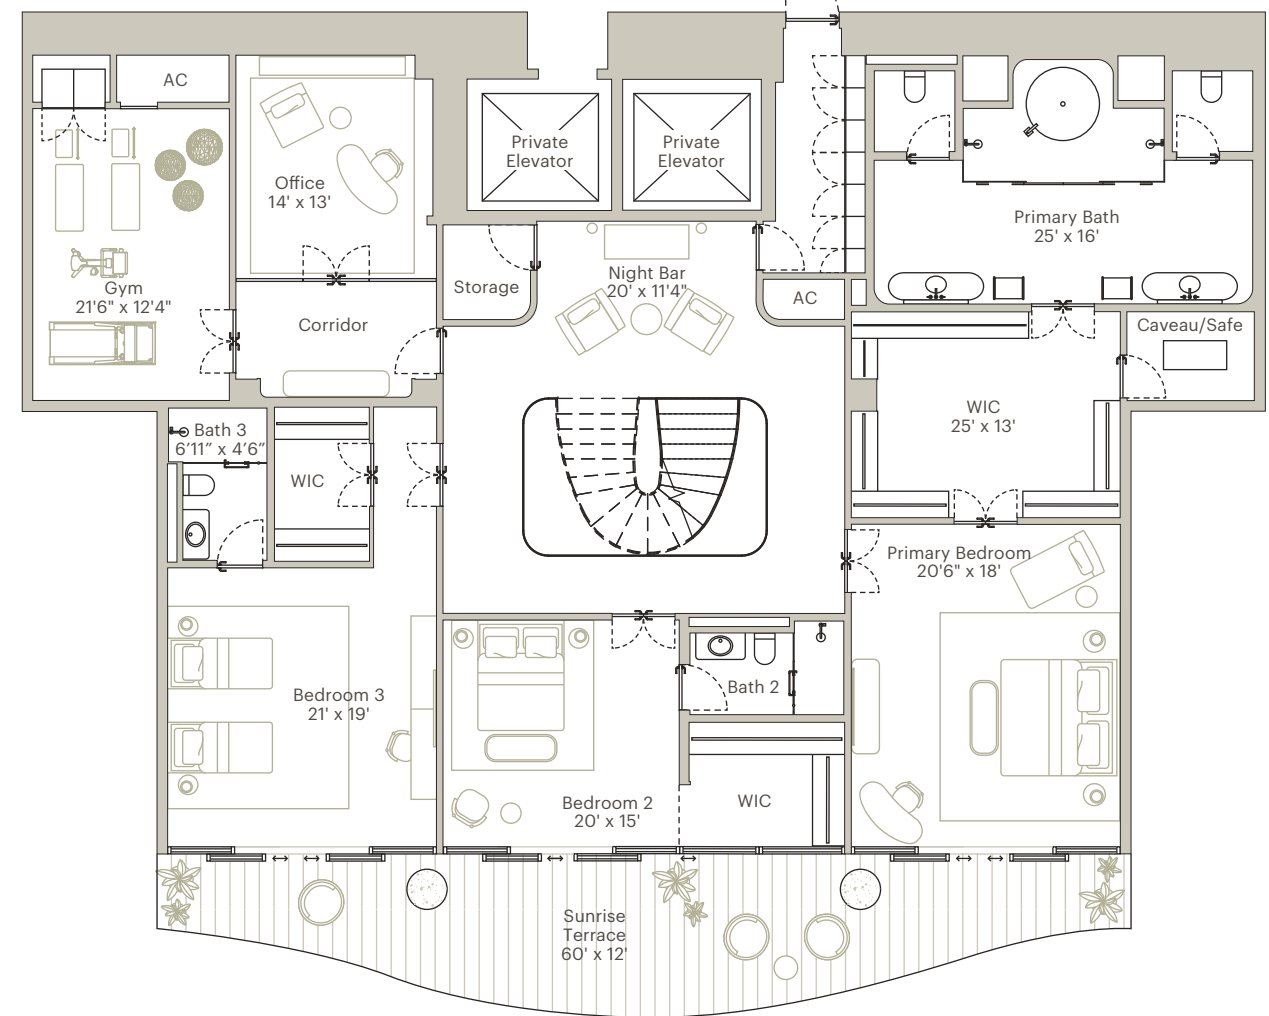 AC
Office
14' x 13'
Private
Elevator
Private
Elevator
Primary Bath
25' x 16'
Gym
21'6" x 12'4"
Storage
Night Bar
20' x 11'4"
AC
Corridor
Caveau/Safe
WIC
25' x 13'
Bath 3
6’11” x 4’6”
WIC
Primary Bedroom
20'6" x 18'
Bedroom 3
21' x 19'
Bath 2
Bedroom 2
20' x 15'
WIC
Sunrise
Terrace
60' x 12'